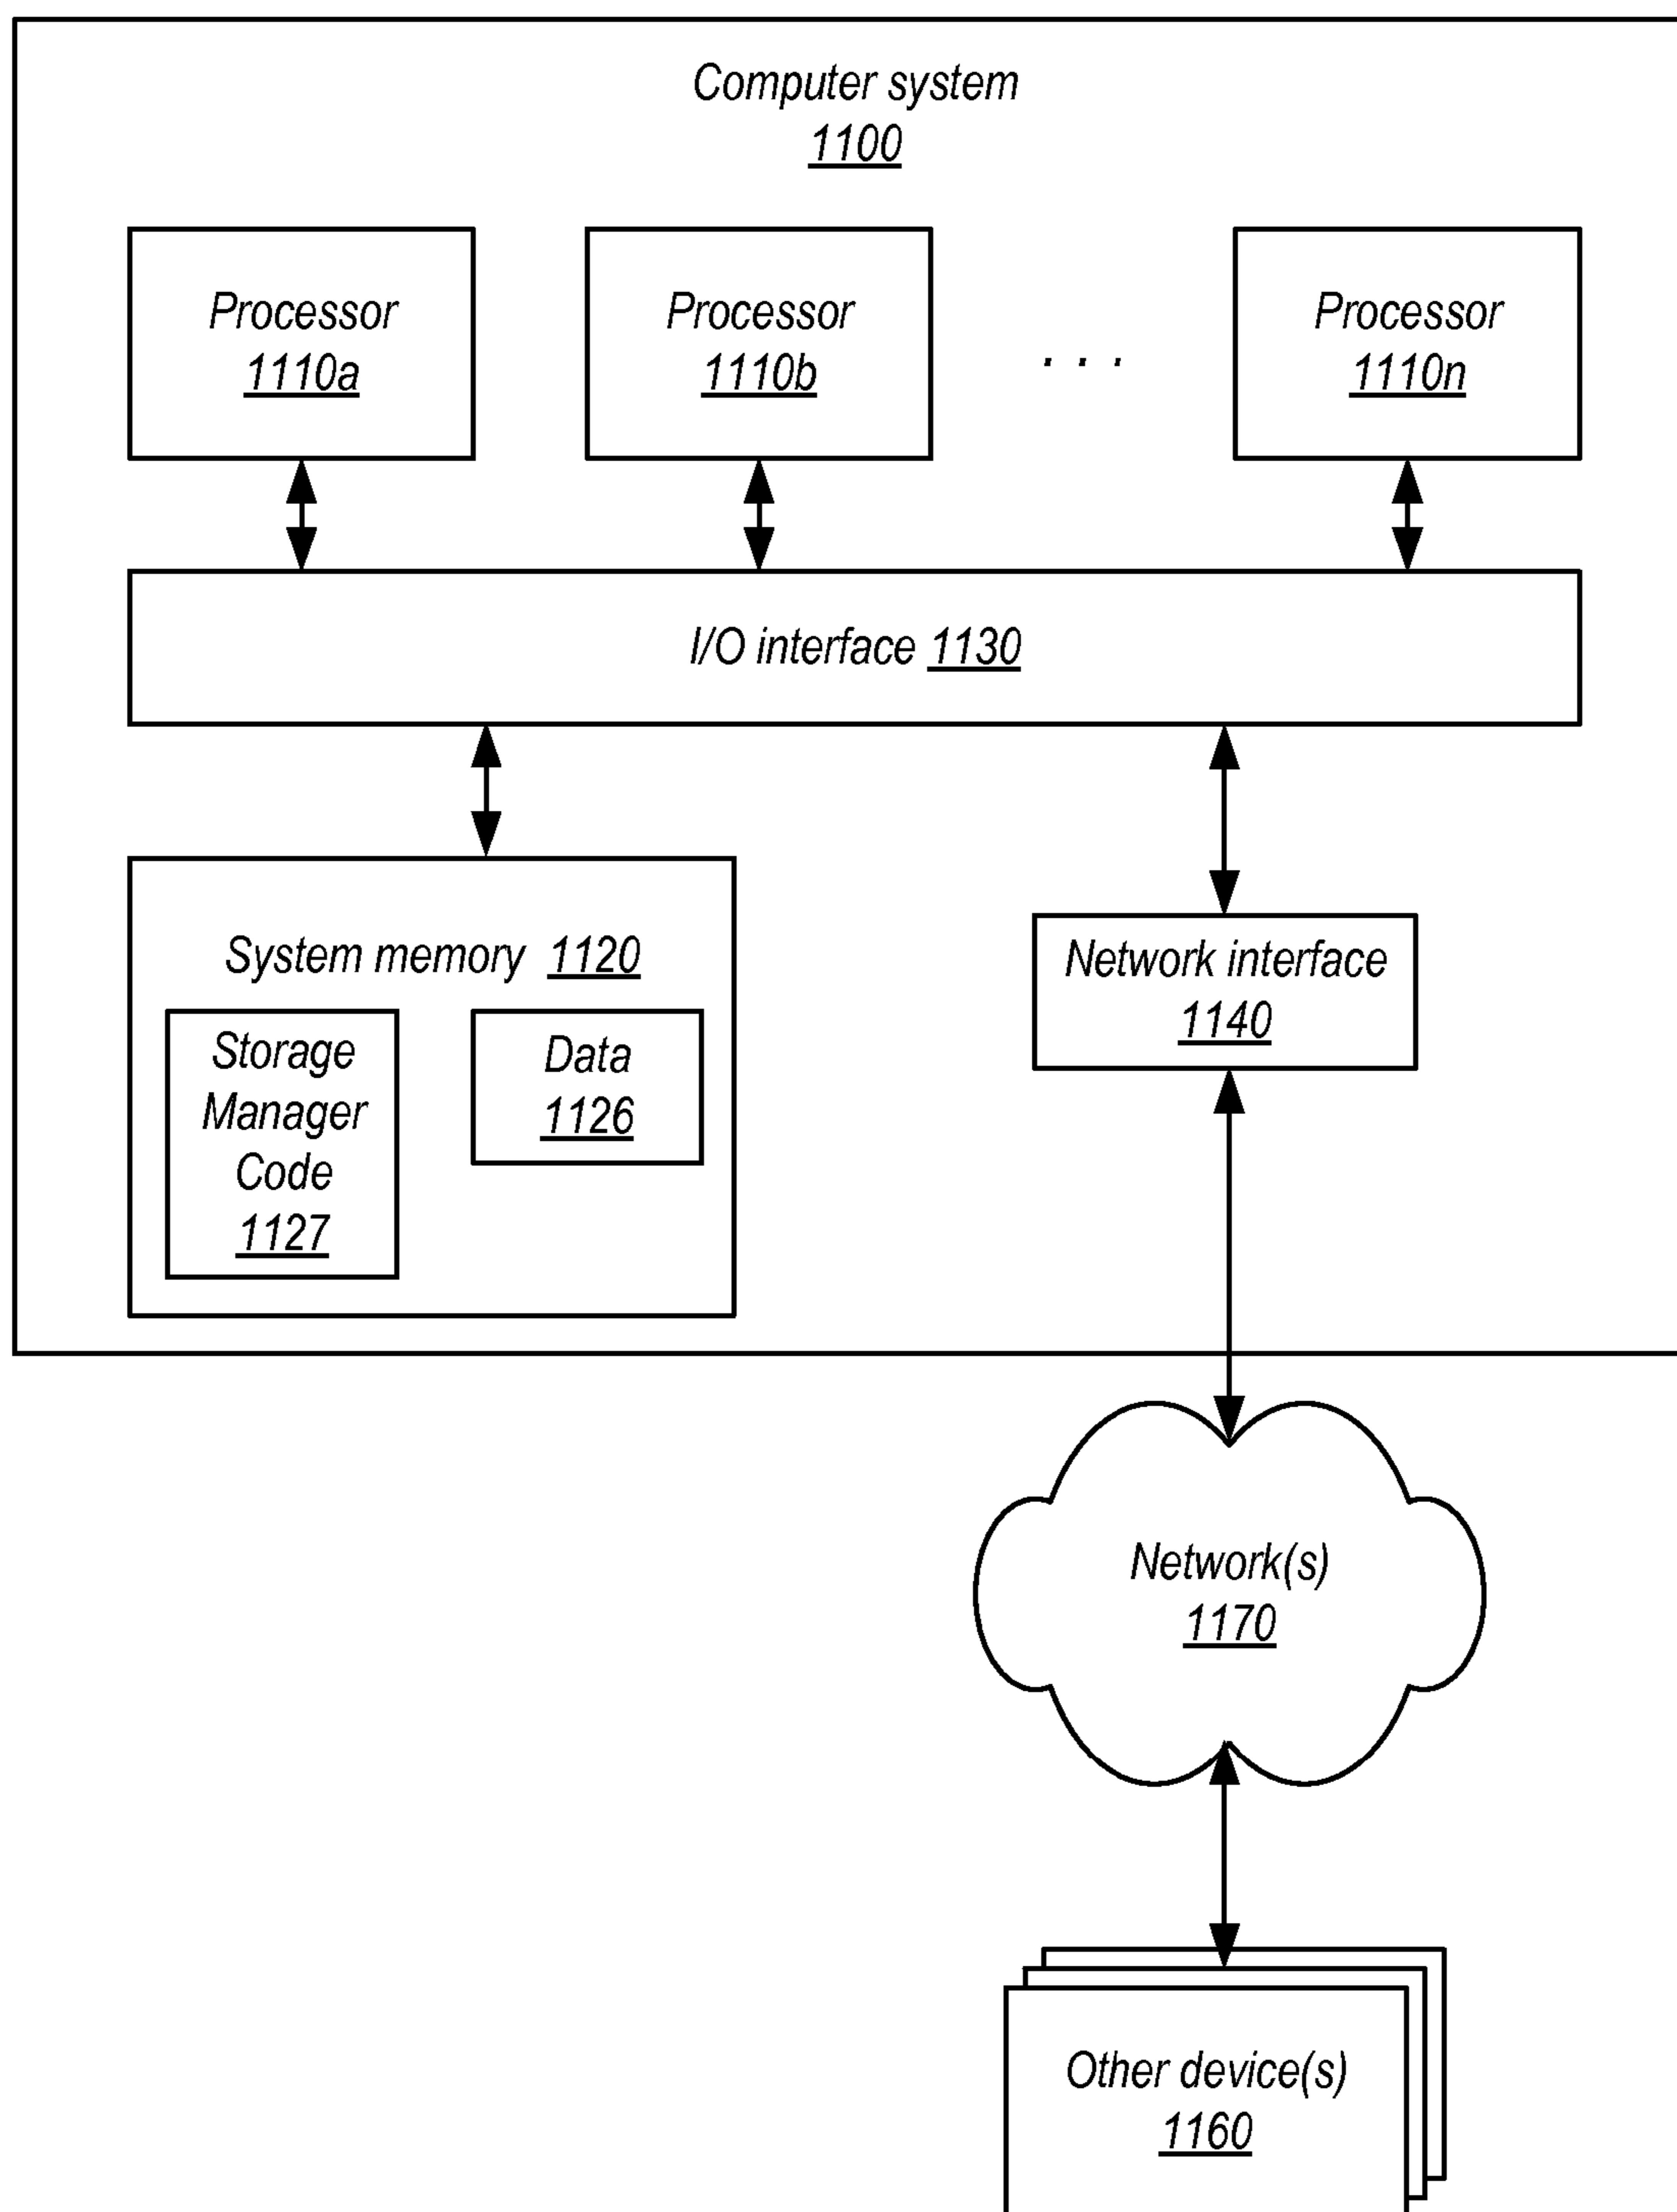 Computer system
1100
Processor
1110a
Processor
1110b
. . .
Processor
1110n
I/O interface 1130
System memory 1120
Storage
Manager
Code
1127
Data
1126
Network interface
1140
Network(s)
1170
Other device(s)
1160